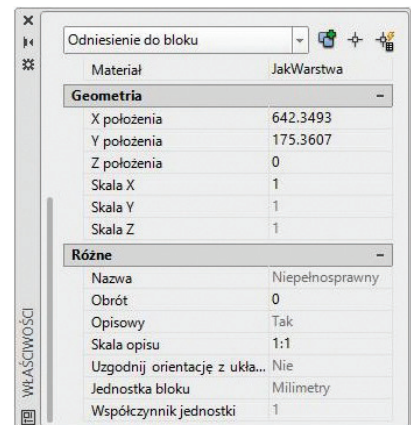 Odniesienie do bloku
Materiał JakWarstwa
Geometria
X położenia 642.3493
Y położenia 175.3607
Z położenia 0
Skala X 1
Skala Y 1
Skala Z 1
Różne
Nazwa Niepełnosprawny
Obrót 0
Opisowy Tak
Skala opisu 1:1
Uzgodnij orientację z ukła... Nie
Jednostka bloku Milimetry
Współczynnik jednostki 1
WŁAŚCIWOŚCI